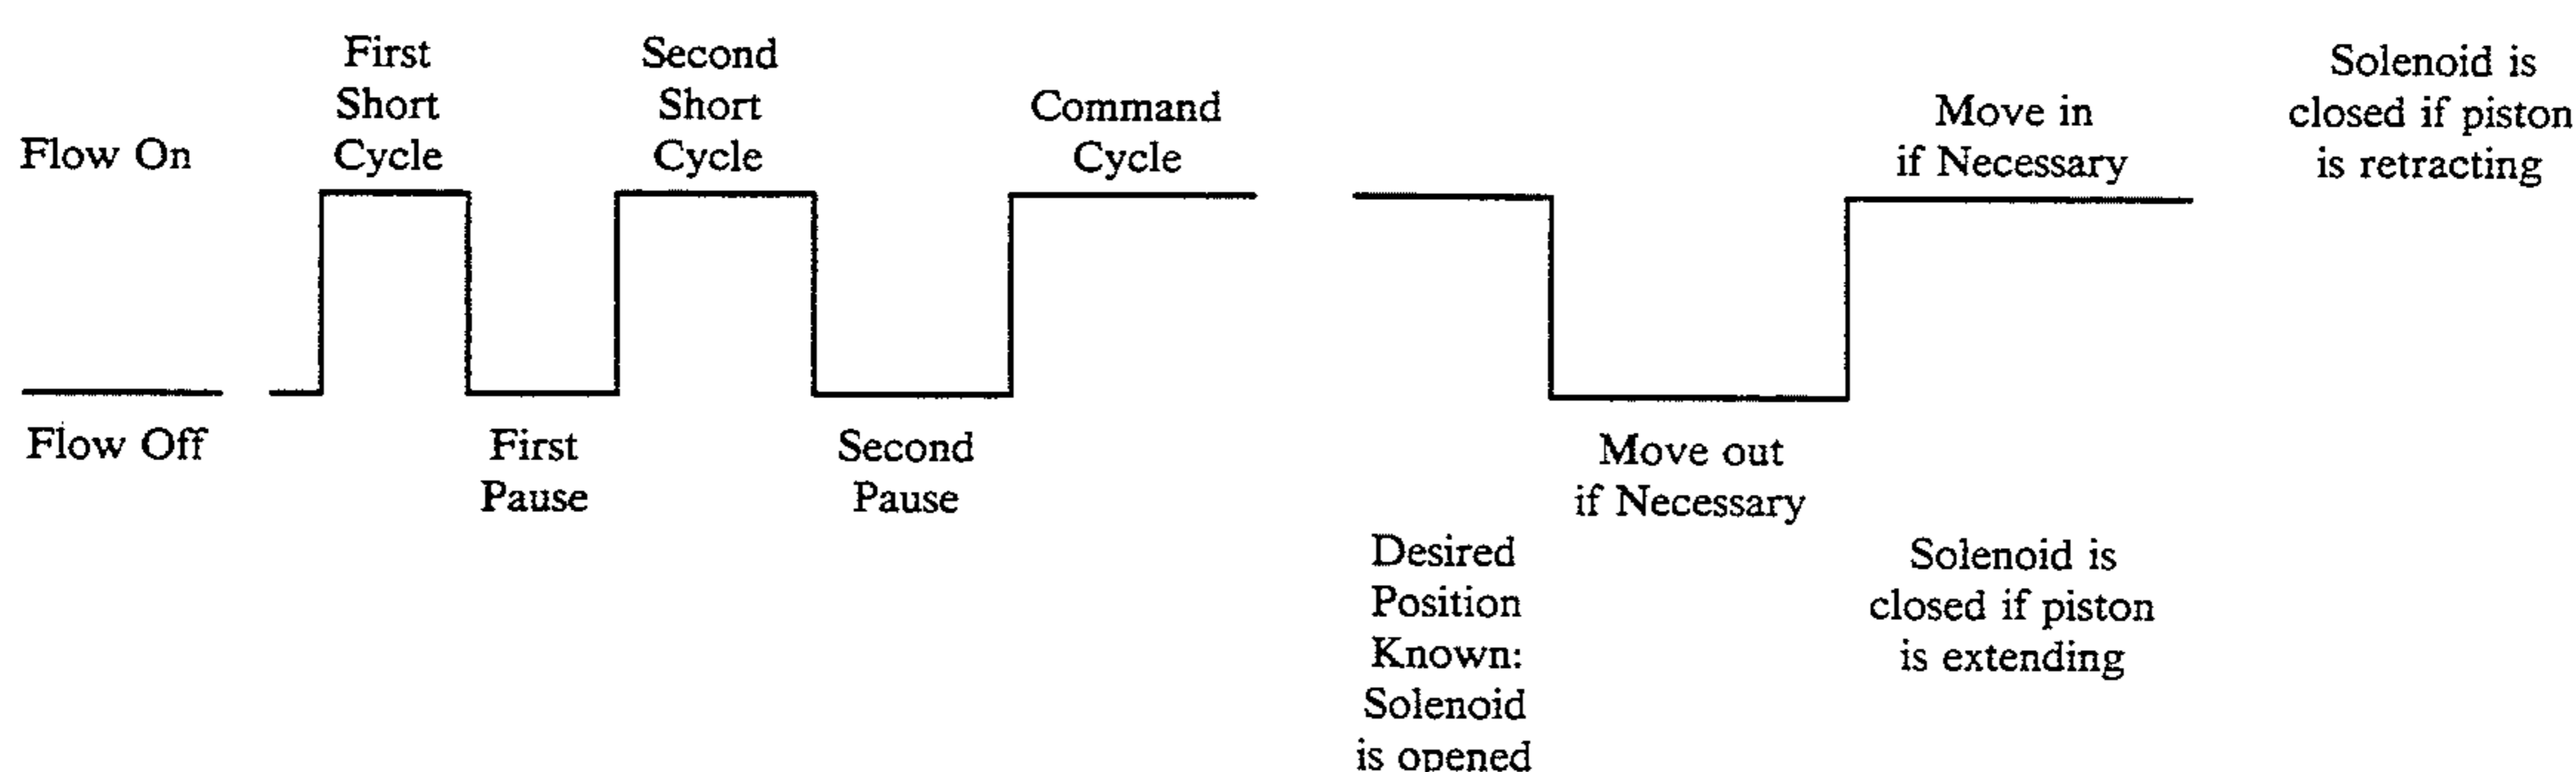 Flow On
First
Short
Cycle
Second
Short
Cycle
Command
Cycle
Move in
if Necessary
Solenoid is
closed if piston
is retracting
Flow Off
First
Pause
Second
Pause
Move out
if Necessary
Desired
Position
Known:
Solenoid
is opened
Solenoid is
closed if piston
is extending